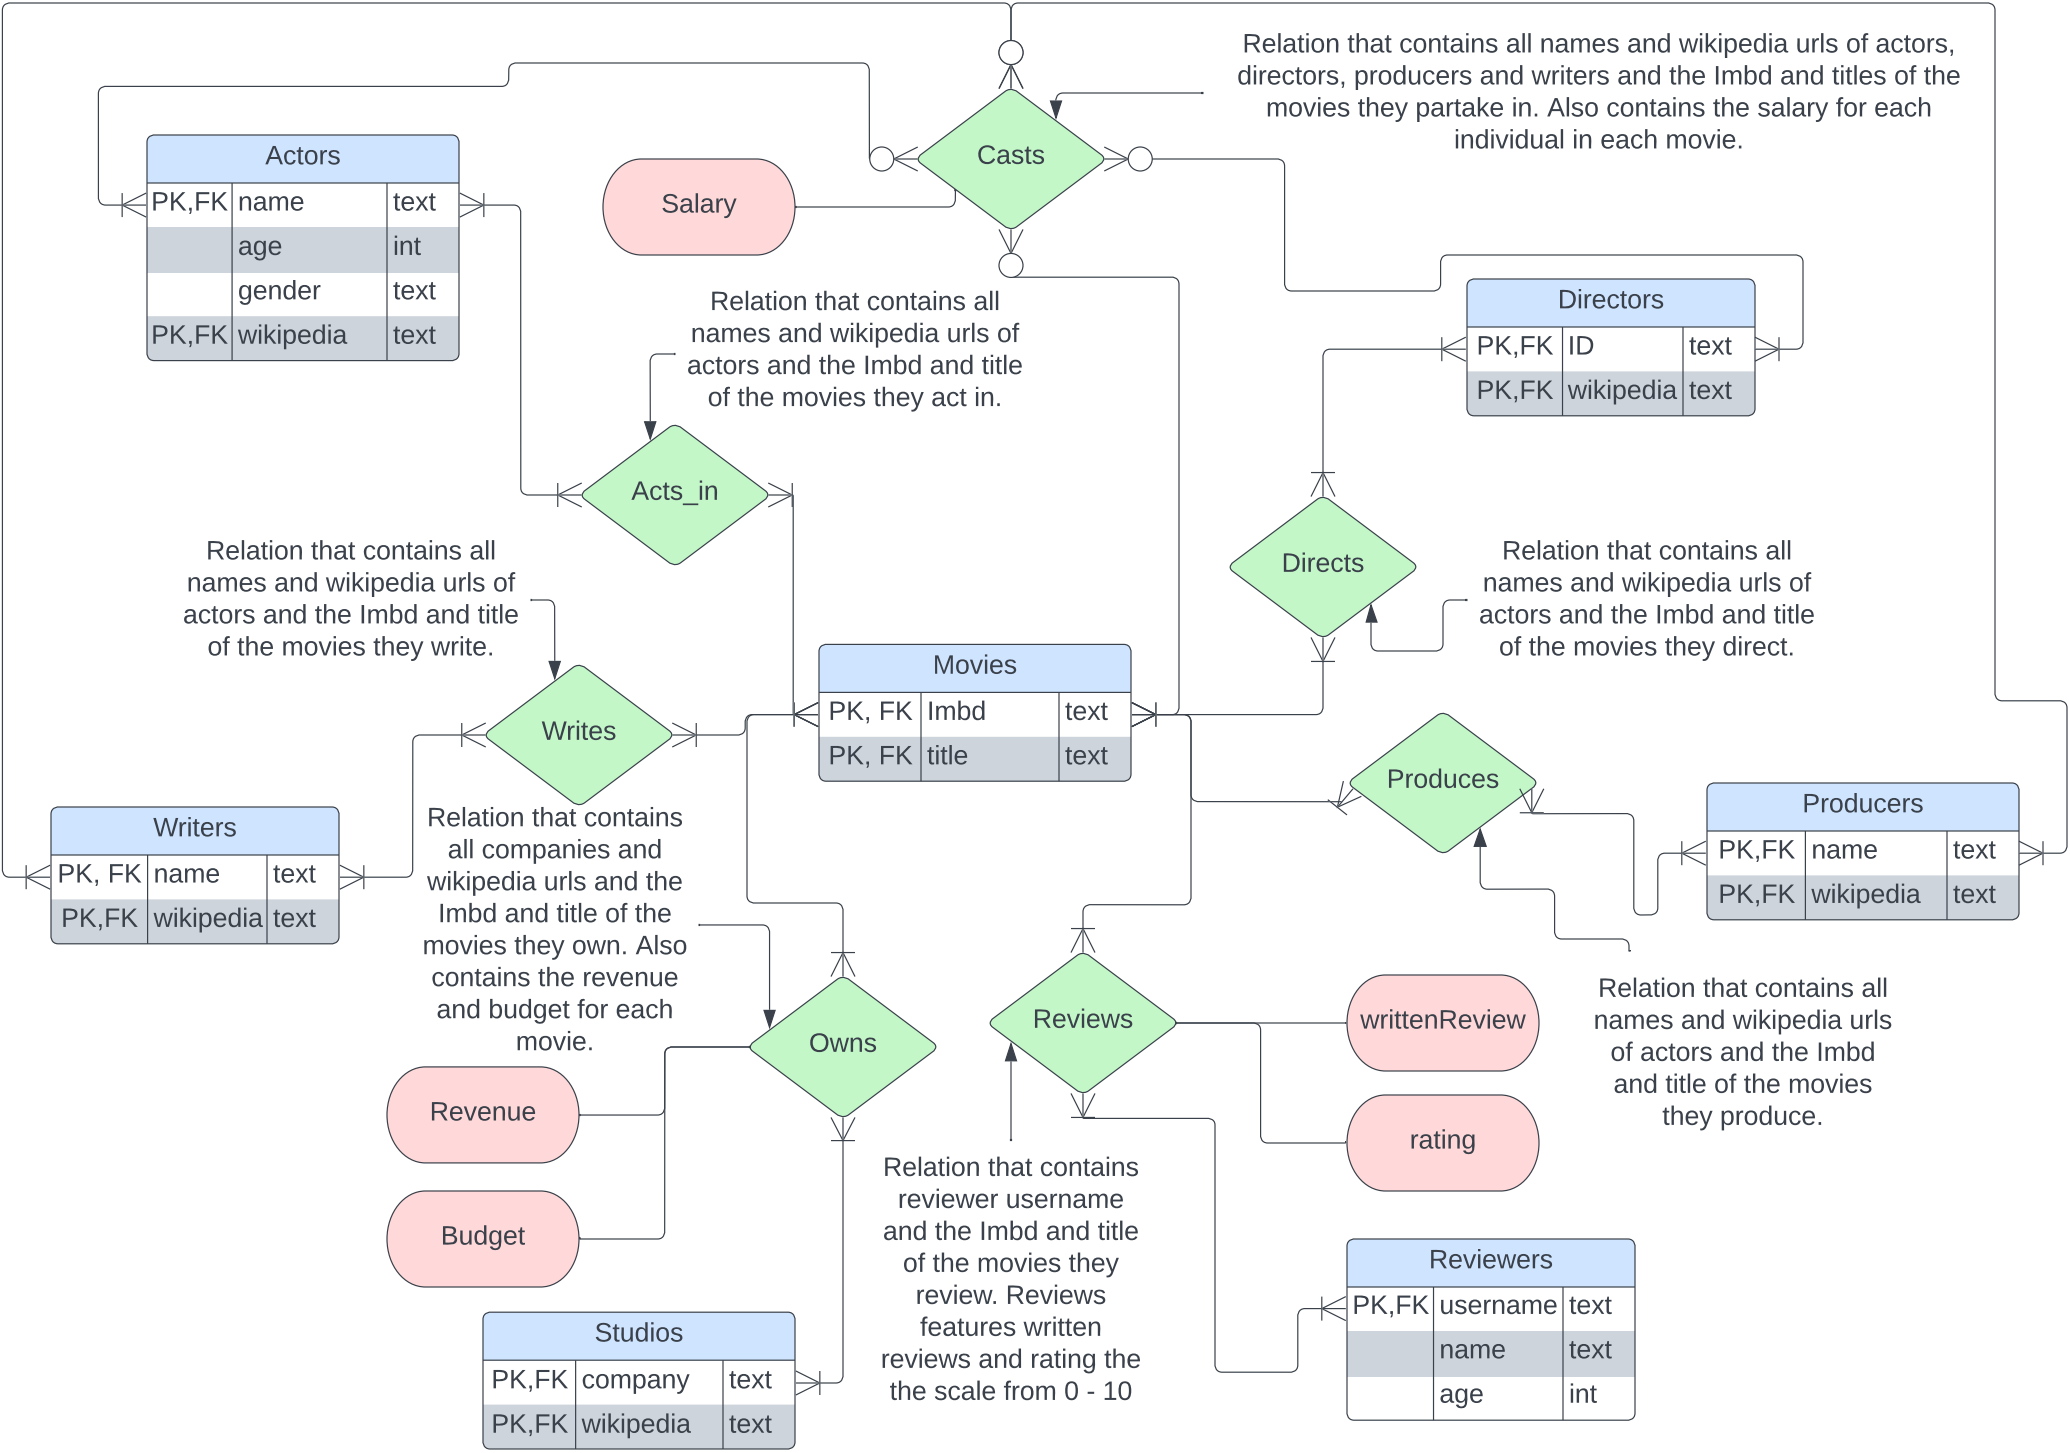 Relation that contains all names and wikipedia urls of actors,
directors, producers and writers and the Imbd and titles of the
movies they partake in. Also contains the salary for each
individual in each movie.
Casts
Actors
PK,FK name text
age int
gender text
PK,FK wikipedia text
Salary
Directors
PK,FK ID text
PK,FK wikipedia text
Relation that contains all
names and wikipedia urls of
actors and the Imbd and title
of the movies they act in.
Acts_in
Directs
Relation that contains all
names and wikipedia urls of
actors and the Imbd and title
of the movies they write.
Relation that contains all
names and wikipedia urls of
actors and the Imbd and title
of the movies they direct.
Movies
PK, FK Imbd text
PK, FK title text
Writes
Produces
Writers
PK, FK name text
PK,FK wikipedia text
Producers
PK,FK name text
PK,FK wikipedia text
Relation that contains
all companies and
wikipedia urls and the
Imbd and title of the
movies they own. Also
contains the revenue
and budget for each
movie.
Owns
Reviews
writtenReview
rating
Relation that contains all
names and wikipedia urls
of actors and the Imbd
and title of the movies
they produce.
Revenue
Budget
Relation that contains
reviewer username
and the Imbd and title
of the movies they
review. Reviews
features written
reviews and rating the
the scale from 0 - 10
Reviewers
PK,FK username text
name text
age int
Studios
PK,FK company text
PK,FK wikipedia text